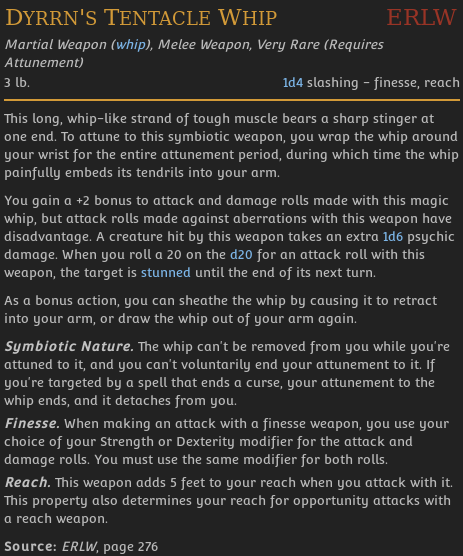 Dyrrn's Tentacle Whip ERLW
Martial Weapon (whip), Melee Weapon, Very Rare (Requires
Attunement)
3 lb. 1d4 slashing - finesse, reach
This long, whip-like strand of tough muscle bears a sharp stinger at
one end. To attune to this symbiotic weapon, you wrap the whip around
your wrist for the entire attunement period, during which time the whip
painfully embeds its tendrils into your arm.
You gain a +2 bonus to attack and damage rolls made with this magic
whip, but attack rolls made against aberrations with this weapon have
disadvantage. A creature hit by this weapon takes an extra 1d6 psychic
damage. When you roll a 20 on the d20 for an attack roll with this
weapon, the target is stunned until the end of its next turn.
As a bonus action, you can sheathe the whip by causing it to retract
into your arm, or draw the whip out of your arm again.
Symbiotic Nature. The whip can't be removed from you while you're
attuned to it, and you can't voluntarily end your attunement to it. If
you're targeted by a spell that ends a curse, your attunement to the
whip ends, and it detaches from you.
Finesse. When making an attack with a finesse weapon, you use your
choice of your Strength or Dexterity modifier for the attack and
damage rolls. You must use the same modifier for both rolls.
Reach. This weapon adds 5 feet to your reach when you attack with it.
This property also determines your reach for opportunity attacks with
a reach weapon.
Source: ERLW, page 276